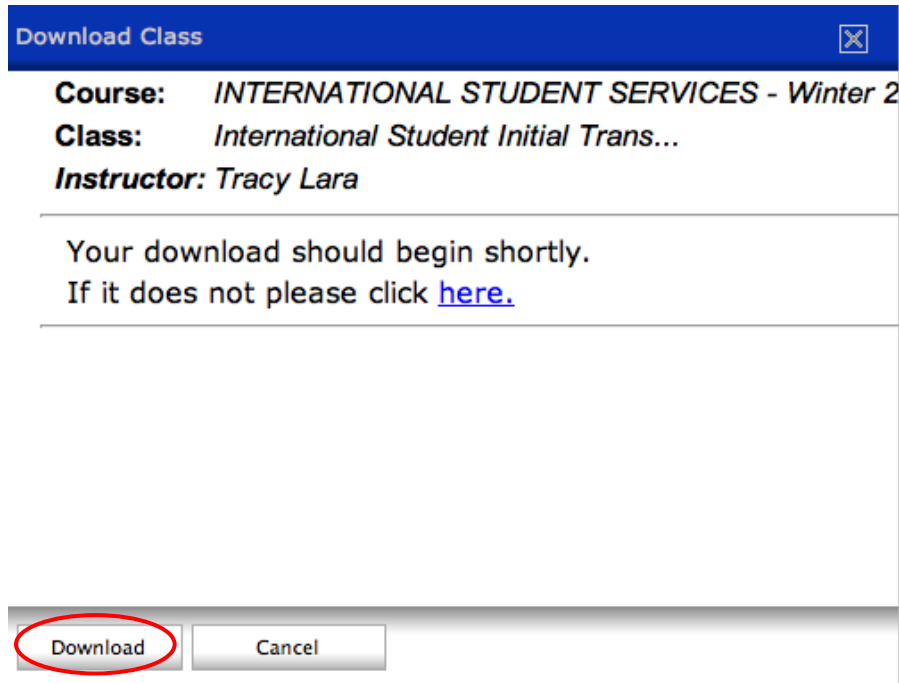 Download Class
Course: INTERNATIONAL STUDENT SERVICES - Winter 2
Class: International Student Initial Trans...
Instructor: Tracy Lara
Your download should begin shortly.
If it does not please click here.
Download Cancel